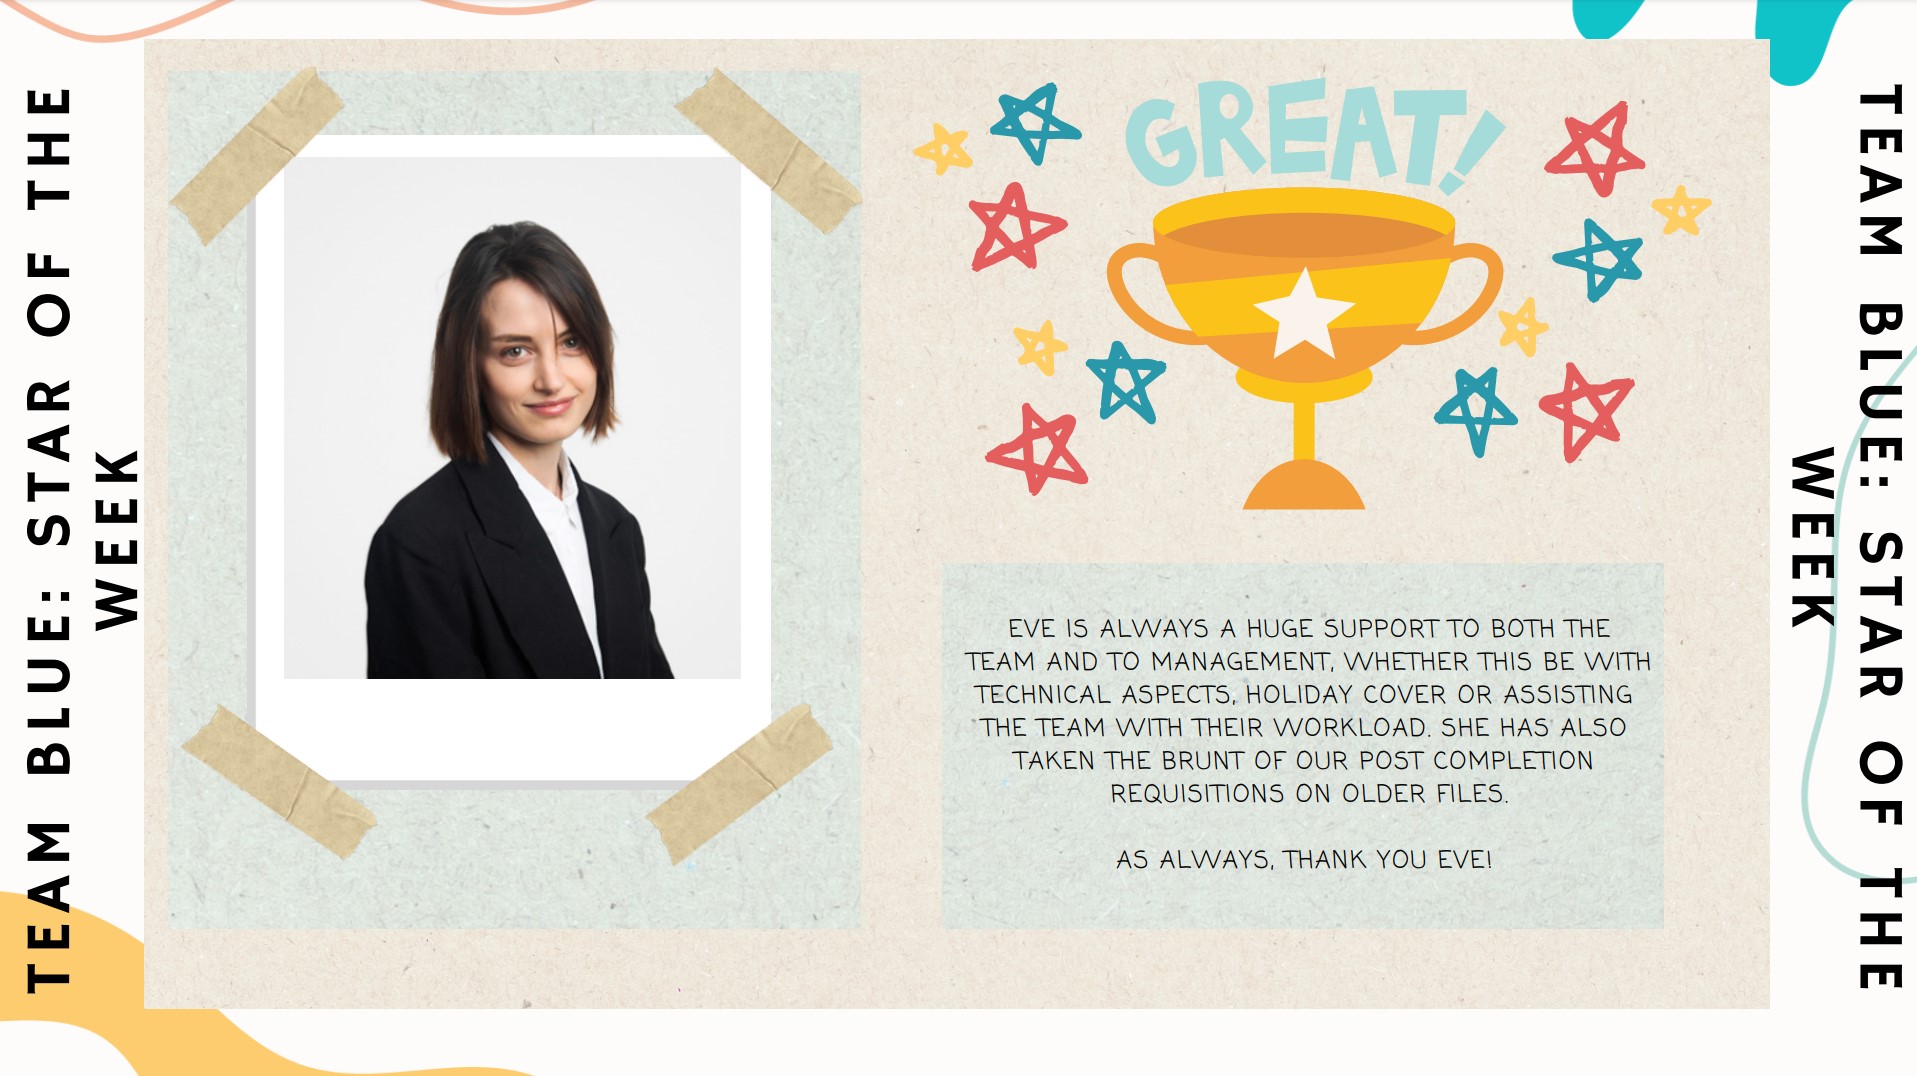 TEAM BLUE: STAR OF THE
WEEK
GREAT!
EVE IS ALWAYS A HUGE SUPPORT TO BOTH THE
TEAM AND TO MANAGEMENT, WHETHER THIS BE WITH
TECHNICAL ASPECTS, HOLIDAY COVER OR ASSISTING
THE TEAM WITH THEIR WORKLOAD. SHE HAS ALSO
TAKEN THE BRUNT OF OUR POST COMPLETION
REQUISITIONS ON OLDER FILES.
AS ALWAYS, THANK YOU EVE!
TEAM BLUE: STAR OF THE
WEEK